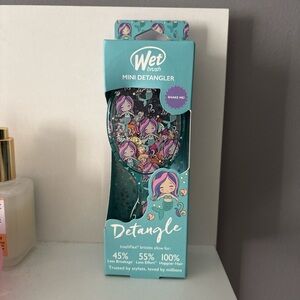 Wet
brush
MINI DETANGLER
SHAKE ME!
Detangle
IntelliFlex® bristles allow for:
45% 55% 100%
Less Breakage Less Effort Happier Hair
Trusted by stylists, loved by millions